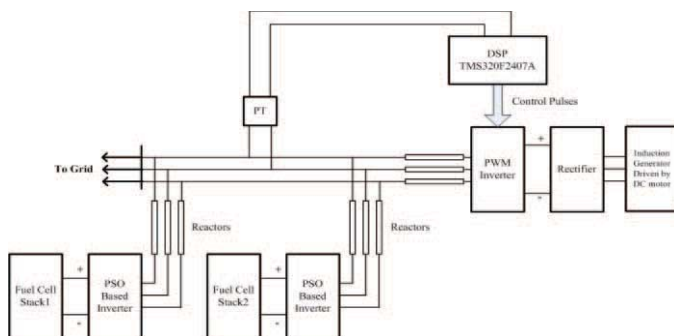 DSP
TMS320F2407A
PT
Control Pulses
To Grid
PWM
Inverter
+
-
Rectifier
Induction
Generator
Driven by
DC motor
Reactors
Reactors
Fuel Cell
Stack1
+
-
PSO
Based
Inverter
Fuel Cell
Stack2
+
-
PSO
Based
Inverter